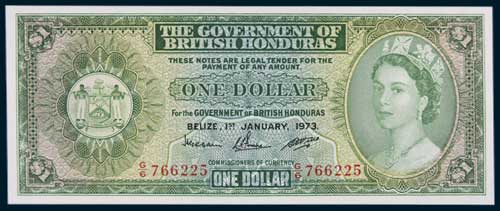 THE GOVERNMENT OF
BRITISH HONDURAS
$1
$1
THESE NOTES ARE LEGAL TENDER FOR THE
PAYMENT OF ANY AMOUNT.
ONE DOLLAR
For the GOVERNMENT OF BRITISH HONDURAS
BELIZE, 1ST JANUARY, 1973.
COMMISSIONERS OF CURRENCY
G/6 766225
G/6 766225
$1
ONE DOLLAR
$1